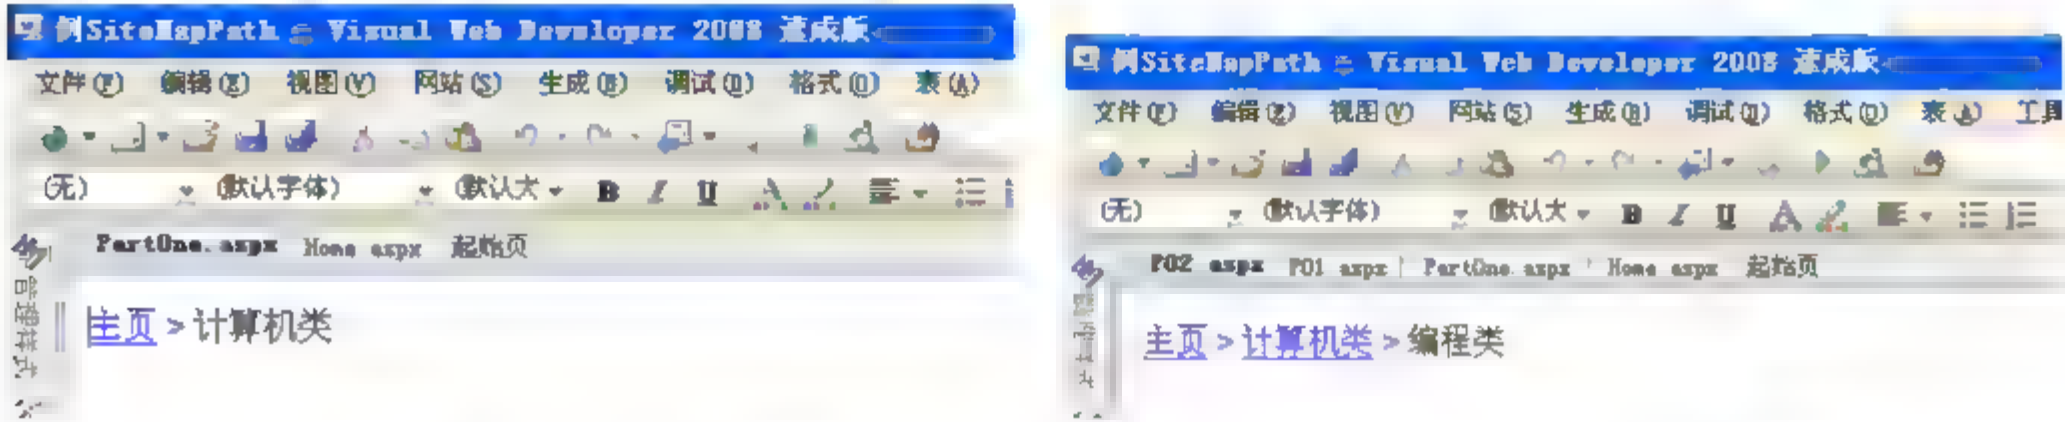 例SiteMapPath - Visual Web Developer 2008 速成版
文件(F) 编辑(E) 视图(V) 网站(S) 生成(B) 调试(D) 格式(O) 表(A)
(无) (默认字体) (默认大 B I U A
PartOne.aspx Home.aspx 起始页
管理样式
主页 > 计算机类
例SiteMapPath - Visual Web Developer 2008 速成版
文件(F) 编辑(E) 视图(V) 网站(S) 生成(B) 调试(D) 格式(O) 表(A) 工具
(无) (默认字体) (默认大 B I U A
P02.aspx P01.aspx PartOne.aspx Home.aspx 起始页
主页 > 计算机类 > 编程类